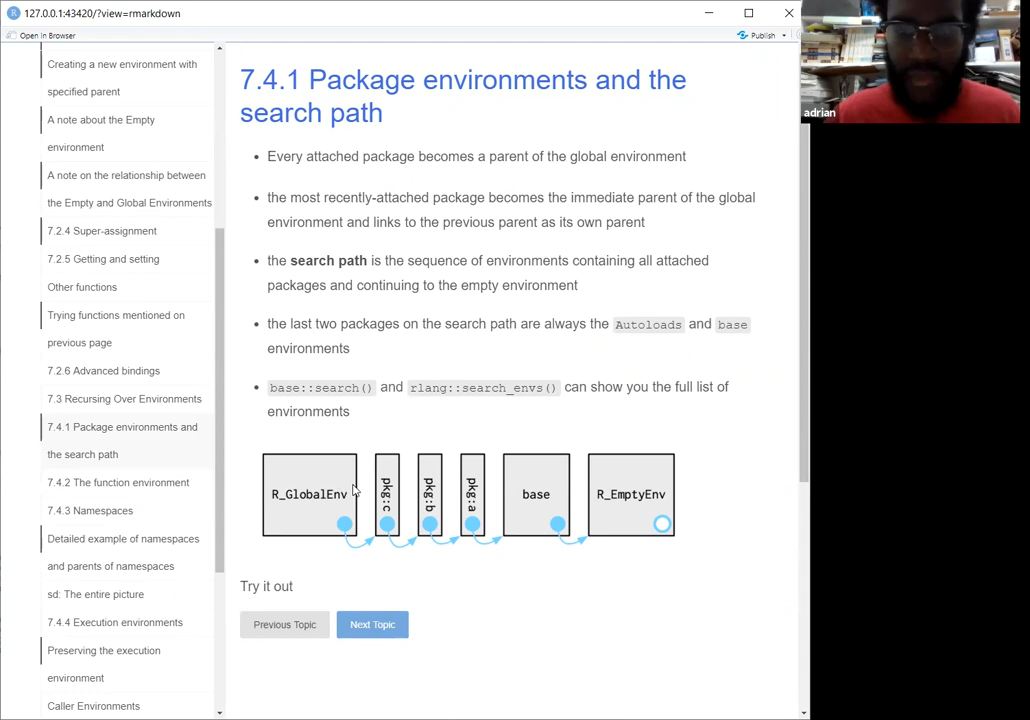 127.0.0.1:43420/?view=rmarkdown
Open in Browser
Publish
Creating a new environment with
specified parent
A note about the Empty
environment
A note on the relationship between
the Empty and Global Environments
7.2.4 Super-assignment
7.2.5 Getting and setting
Other functions
Trying functions mentioned on
previous page
7.2.6 Advanced bindings
7.3 Recursing Over Environments
7.4.1 Package environments and
the search path
7.4.2 The function environment
7.4.3 Namespaces
Detailed example of namespaces
and parents of namespaces
sd: The entire picture
7.4.4 Execution environments
Preserving the execution
environment
Caller Environments
7.4.1 Package environments and the
search path
• Every attached package becomes a parent of the global environment
• the most recently-attached package becomes the immediate parent of the global
environment and links to the previous parent as its own parent
• the search path is the sequence of environments containing all attached
packages and continuing to the empty environment
• the last two packages on the search path are always the Autoloads and base
environments
• base::search() and rlang::search_envs() can show you the full list of
environments
R_GlobalEnv
pkg:c
pkg:b
pkg:a
base
R_EmptyEnv
Try it out
Previous Topic
Next Topic
adrian